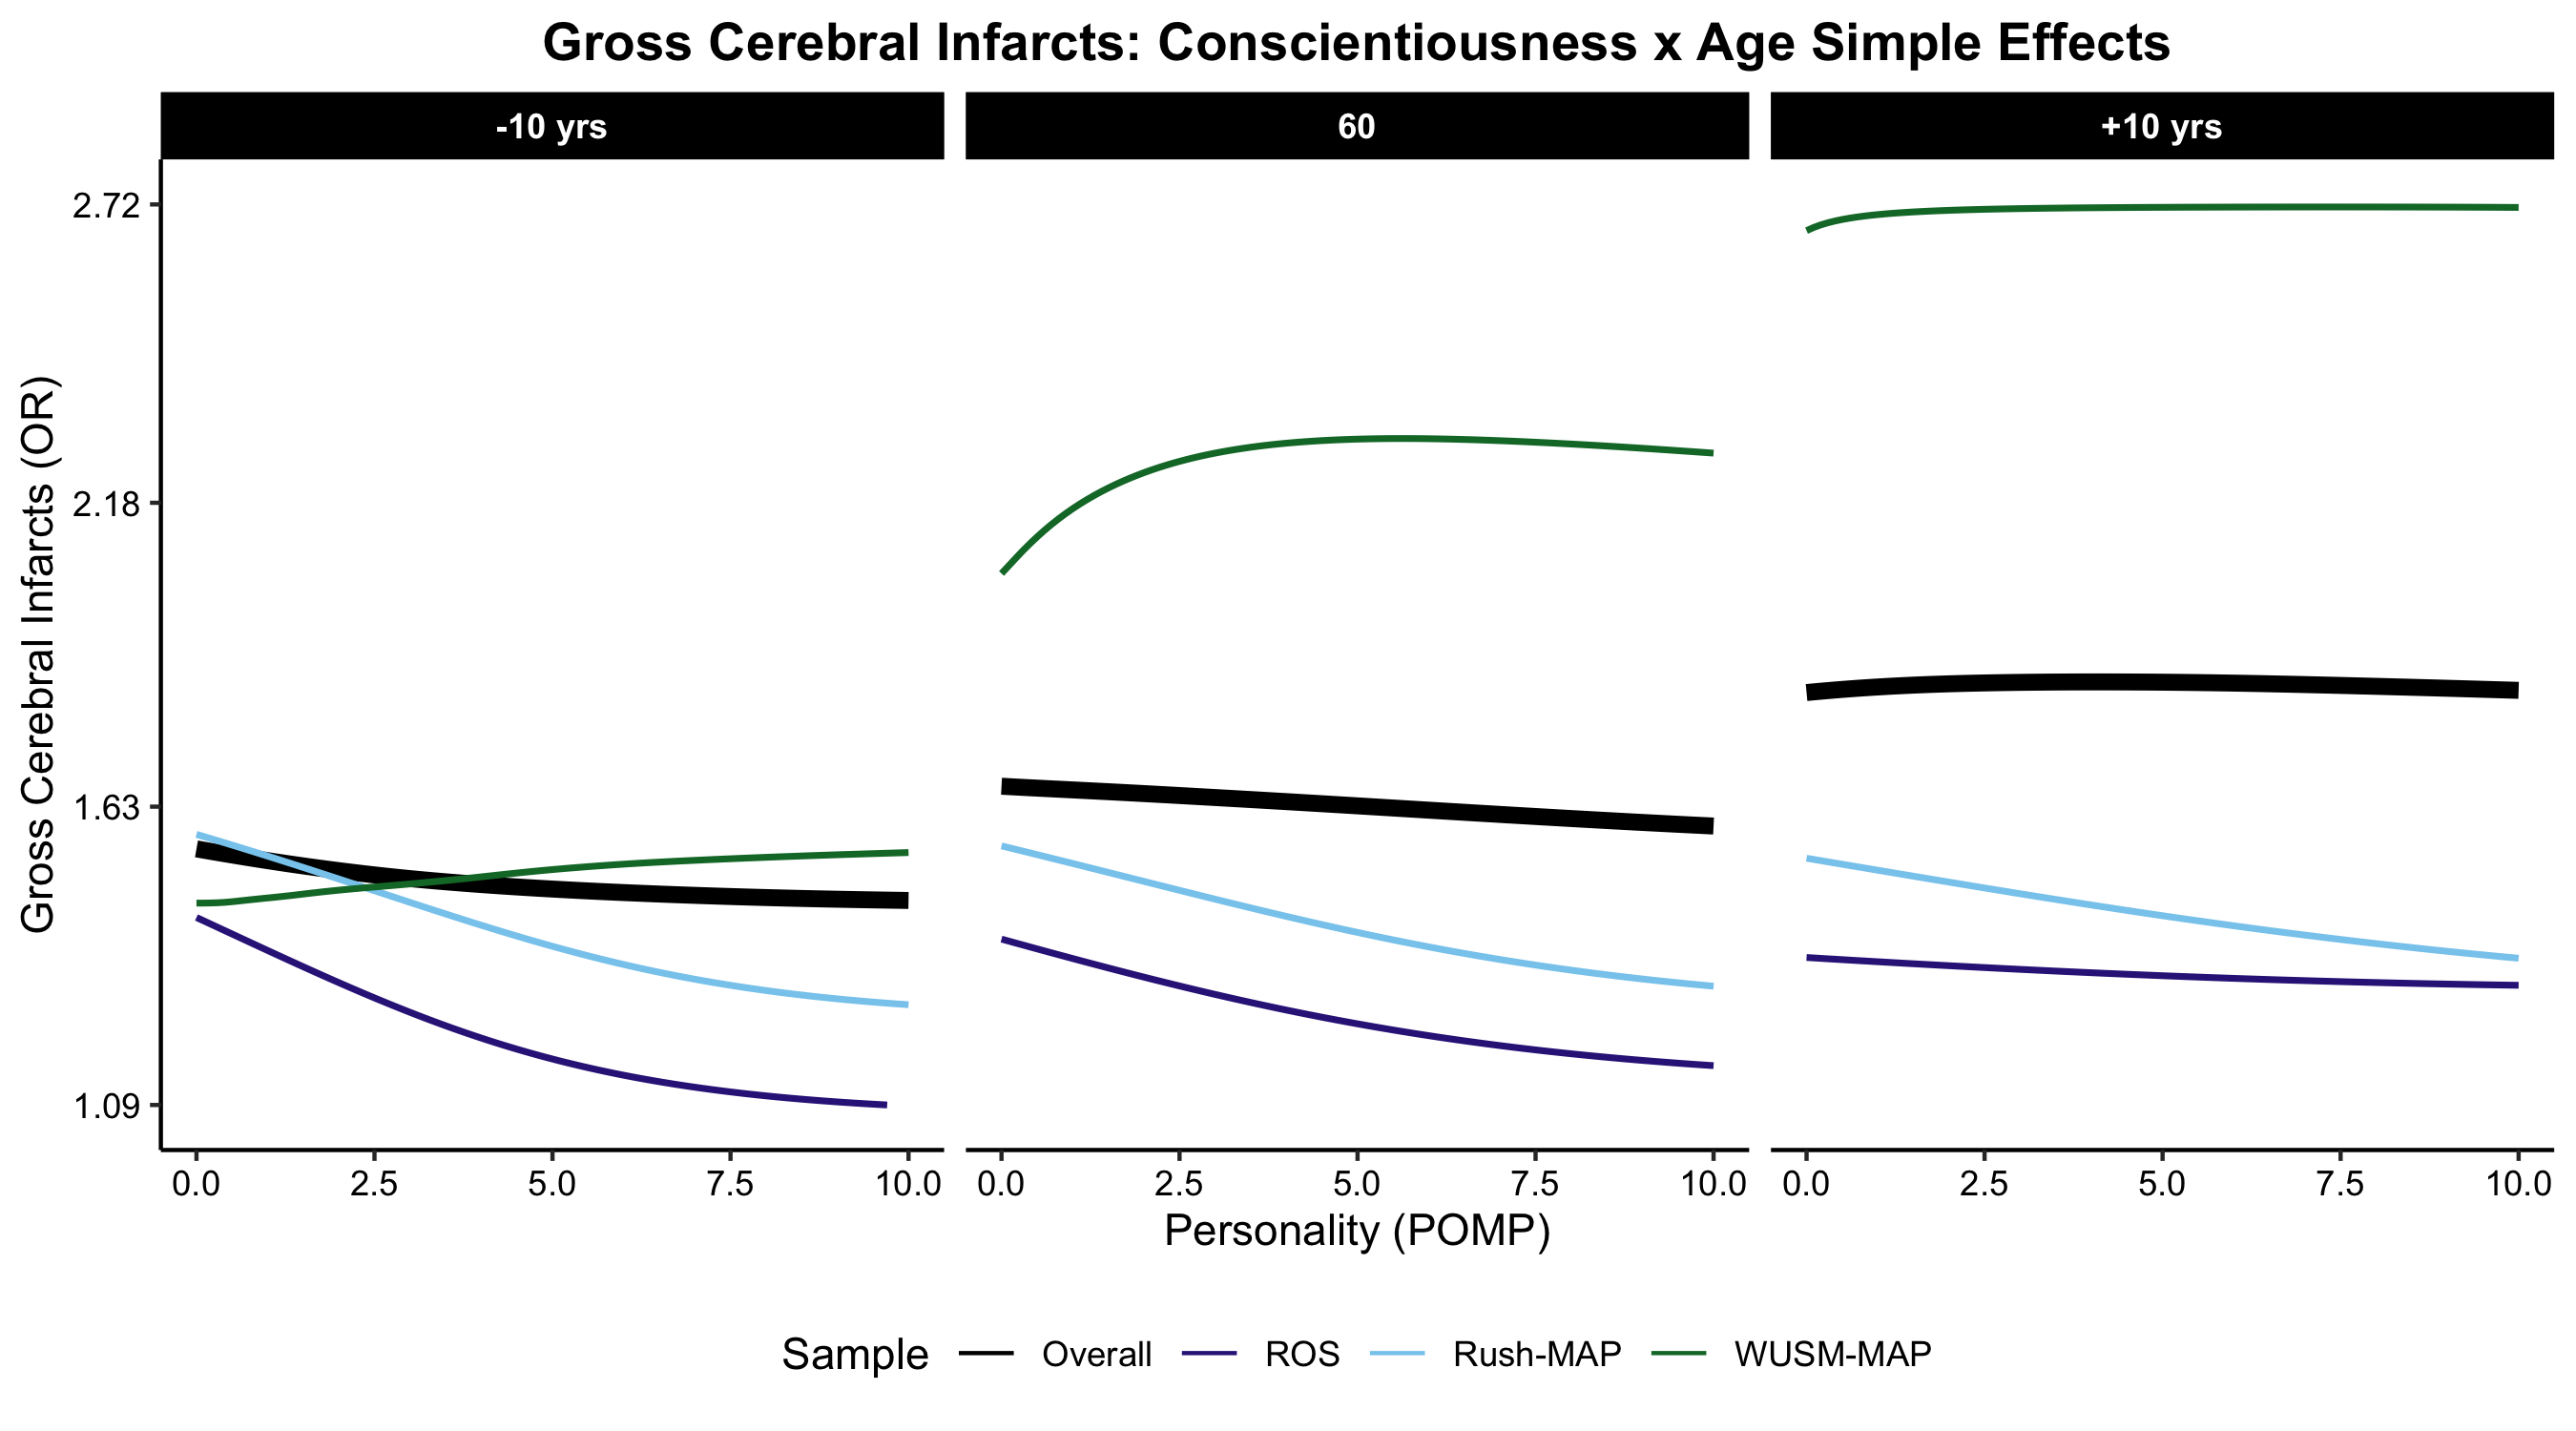 Gross Cerebral Infarcts: Conscientiousness x Age Simple Effects
-10 yrs
60
+10 yrs
Gross Cerebral Infarcts (OR)
2.72
2.18
1.63
1.09
0.0 2.5 5.0 7.5 10.0
0.0 2.5 5.0 7.5 10.0
0.0 2.5 5.0 7.5 10.0
Personality (POMP)
Sample Overall ROS Rush-MAP WUSM-MAP